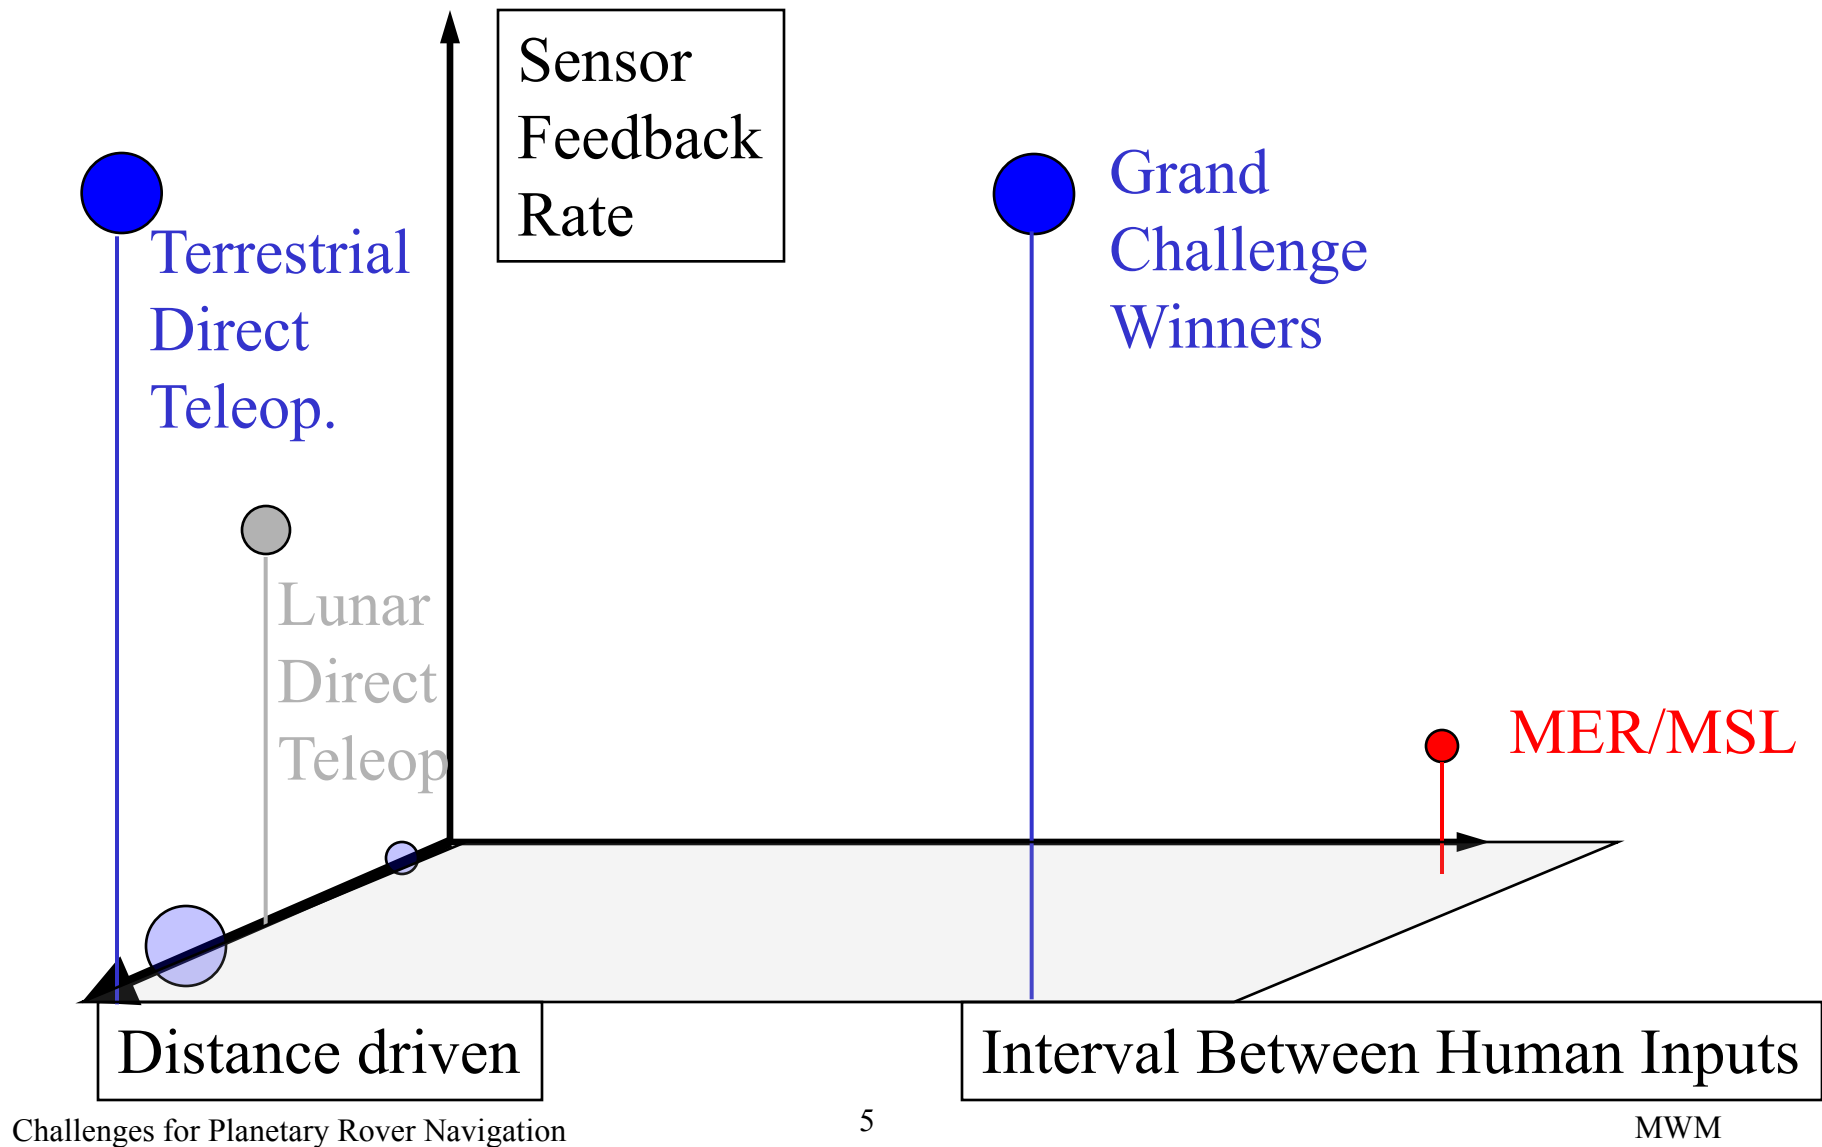 Sensor
Feedback
Rate
Terrestrial
Direct
Teleop.
Grand
Challenge
Winners
Lunar
Direct
Teleop
MER/MSL
Distance driven
Interval Between Human Inputs
Challenges for Planetary Rover Navigation
5
MWM